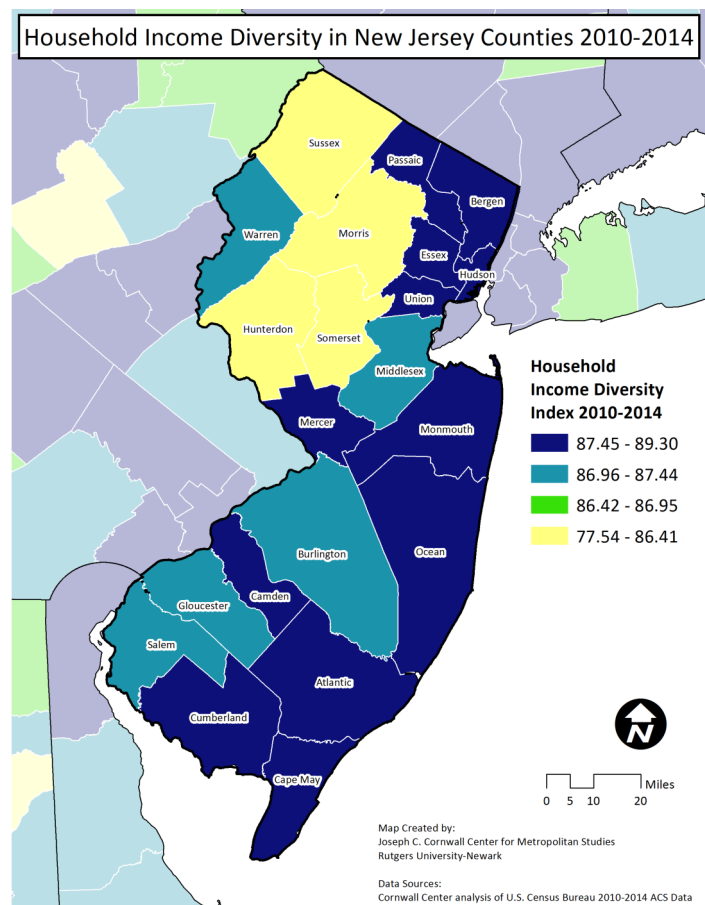 Household Income Diversity in New Jersey Counties 2010-2014
Sussex
Passaic
Bergen
Warren
Morris
Essex
Hudson
Union
Hunterdon
Somerset
Middlesex
Mercer
Monmouth
Household
Income Diversity
Index 2010-2014
87.45 - 89.30
86.96 - 87.44
86.42 - 86.95
77.54 - 86.41
Burlington
Ocean
Camden
Gloucester
Salem
Atlantic
Cumberland
Cape May
N
Miles
0 5 10 20
Map Created by:
Joseph C. Cornwall Center for Metropolitan Studies
Rutgers University-Newark
Data Sources:
Cornwall Center analysis of U.S. Census Bureau 2010-2014 ACS Data